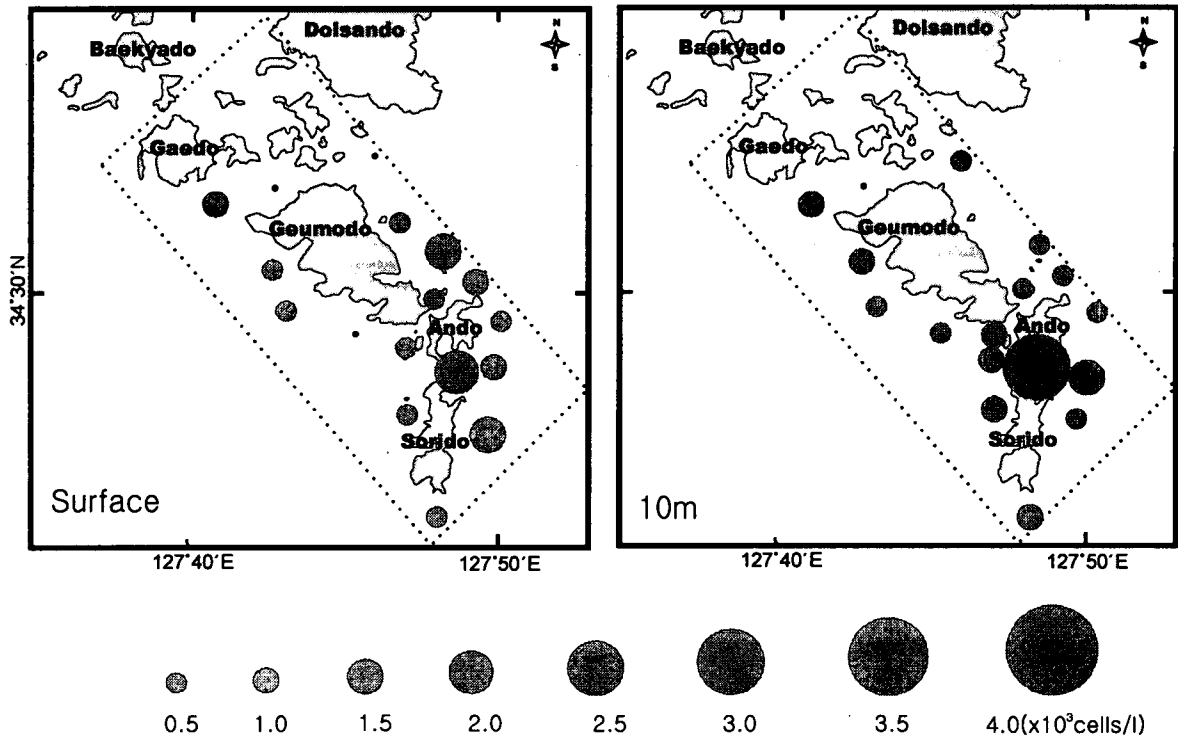 Dolsando
Baekyado
N
S
Gaedo
Geumodo
34°30'N
Ando
Sorido
Surface
127°40'E
127°50'E
Dolsando
Baekyado
N
S
Gaedo
Geumodo
Ando
Sorido
10m
127°40'E
127°50'E
0.5 1.0 1.5 2.0 2.5 3.0 3.5 4.0(x10³cells/l)